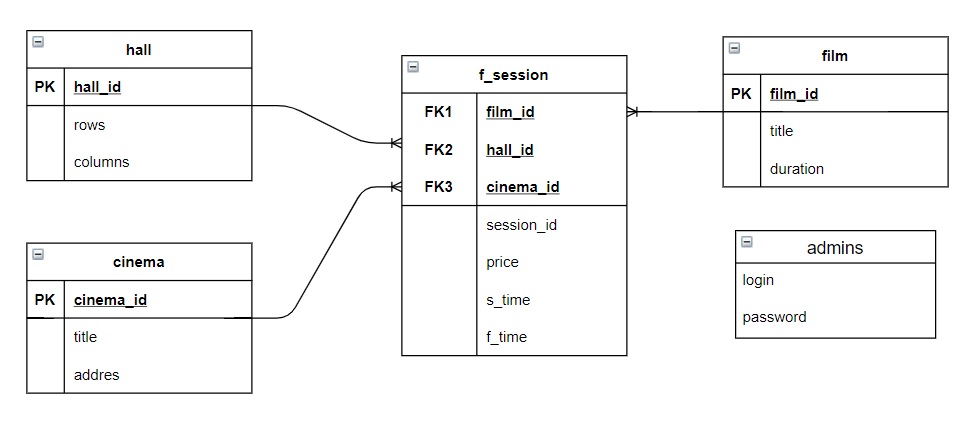 hall
PK hall_id
rows
columns
cinema
PK cinema_id
title
addres
f_session
FK1 film_id
FK2 hall_id
FK3 cinema_id
session_id
price
s_time
f_time
film
PK film_id
title
duration
admins
login
password